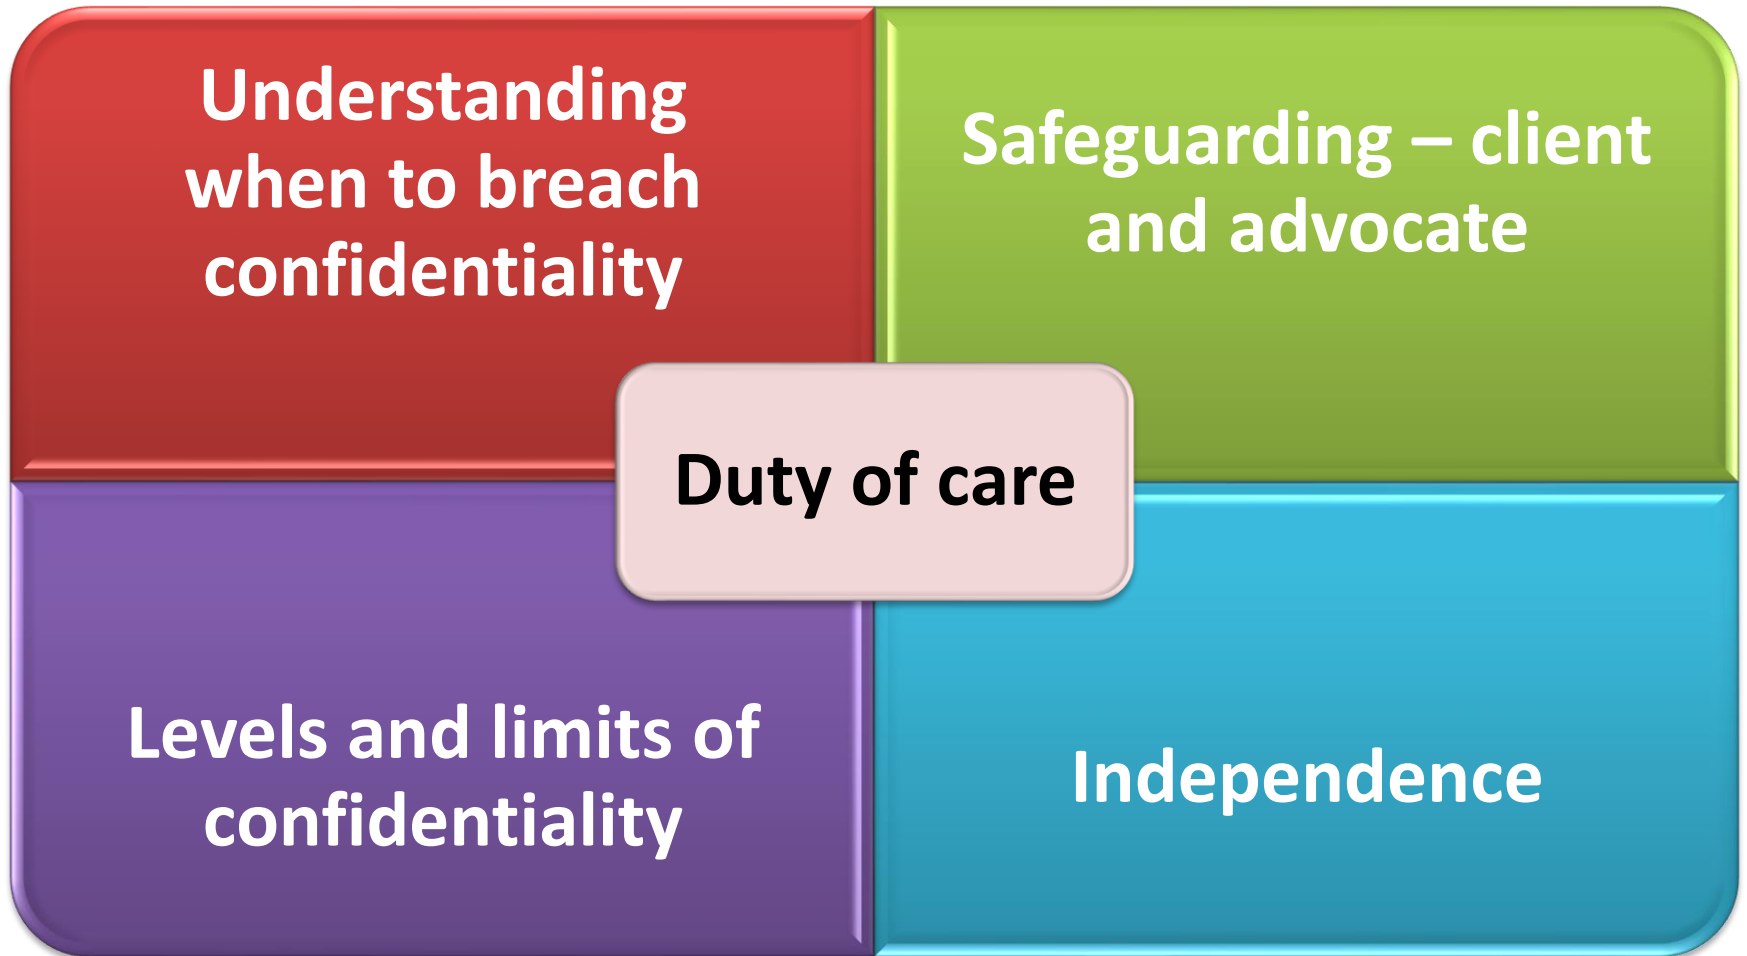 Understanding
when to breach
confidentiality
Safeguarding – client
and advocate
Duty of care
Levels and limits of
confidentiality
Independence